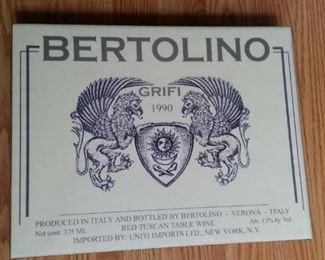 BERTOLINO
GRIFI
1990
PRODUCED IN ITALY AND BOTTLED BY BERTOLINO - VERONA - ITALY
Net cont. 375 ML RED TUSCAN TABLE WINE Alc. 13% by Vol.
IMPORTED BY: UNITI IMPORTS LTD., NEW YORK, N.Y.